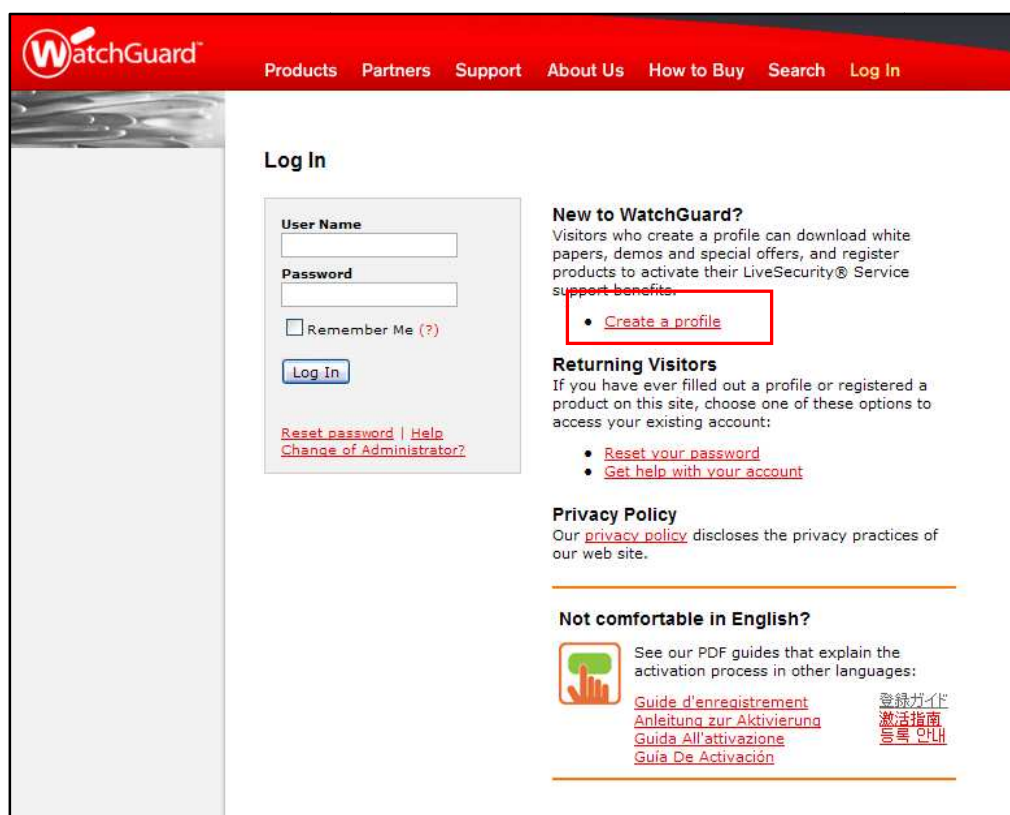 WatchGuard™
Products Partners Support About Us How to Buy Search Log In
Log In
User Name
Password
Remember Me (?)
Log In
Reset password | Help
Change of Administrator?
New to WatchGuard?
Visitors who create a profile can download white
papers, demos and special offers, and register
products to activate their LiveSecurity® Service
support benefits.
• Create a profile
Returning Visitors
If you have ever filled out a profile or registered a
product on this site, choose one of these options to
access your existing account:
• Reset your password
• Get help with your account
Privacy Policy
Our privacy policy discloses the privacy practices of
our web site.
Not comfortable in English?
See our PDF guides that explain the
activation process in other languages:
Guide d'enregistrement
Anleitung zur Aktivierung
Guida All'attivazione
Guía De Activación
登録ガイド
激活指南
등록 안내